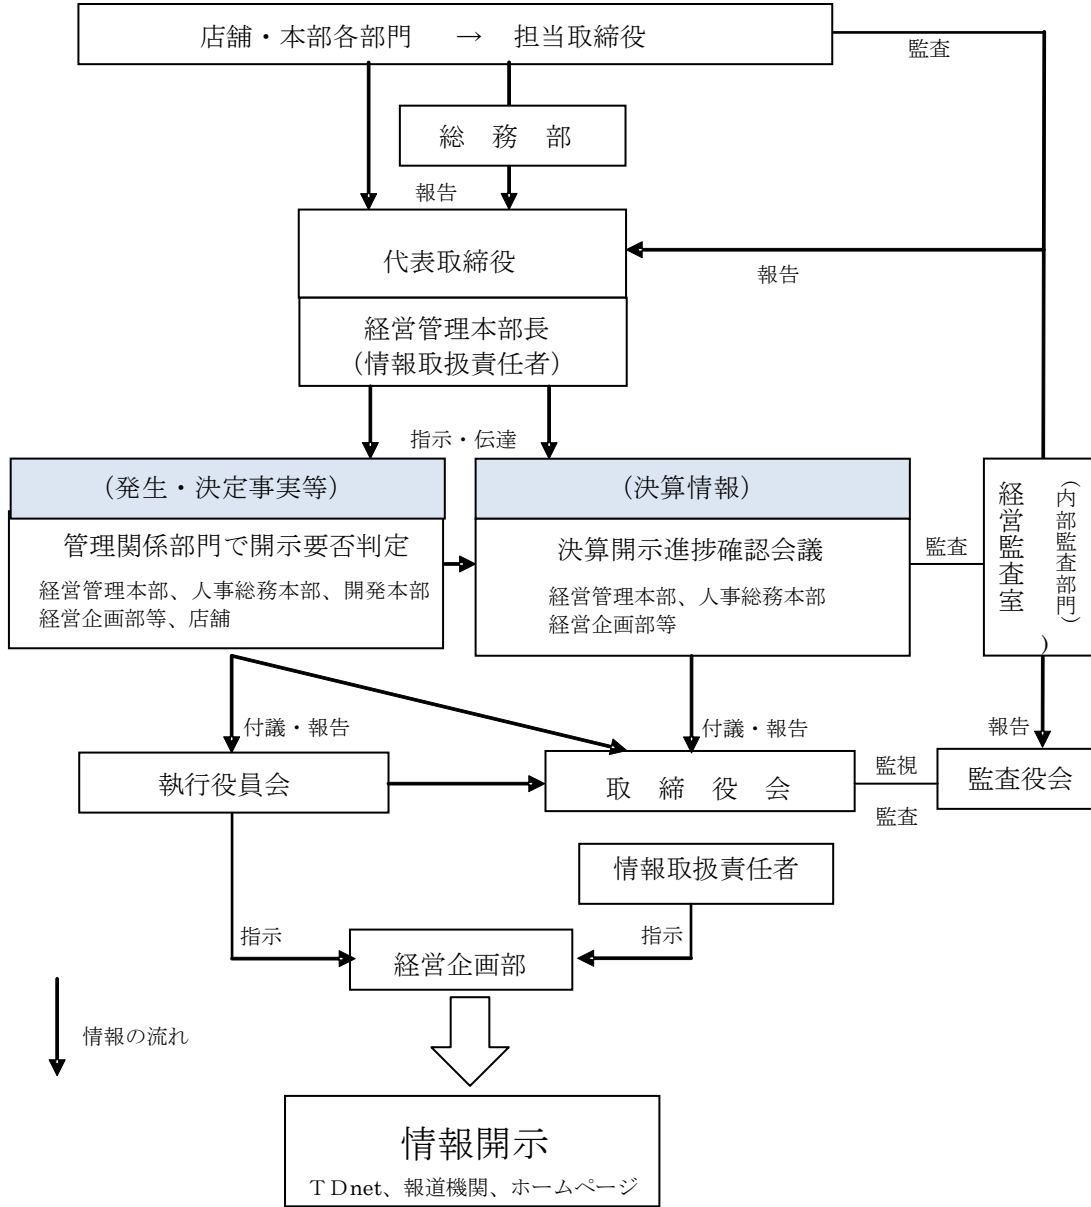 店舗・本部各部門　→　担当取締役
監査
総　務　部
報告
代表取締役
報告
経営管理本部長
（情報取扱責任者）
指示・伝達
（発生・決定事実等）
（決算情報）
管理関係部門で開示要否判定
経営管理本部、人事総務本部、開発本部
経営企画部等、店舗
決算開示進捗確認会議
経営管理本部、人事総務本部
経営企画部等
監査
経営監査室
（内部監査部門）
）
付議・報告
付議・報告
報告
執行役員会
取　締　役　会
監視
監査
監査役会
情報取扱責任者
指示
指示
経営企画部
情報の流れ
情報開示
ＴＤnet、報道機関、ホームページ